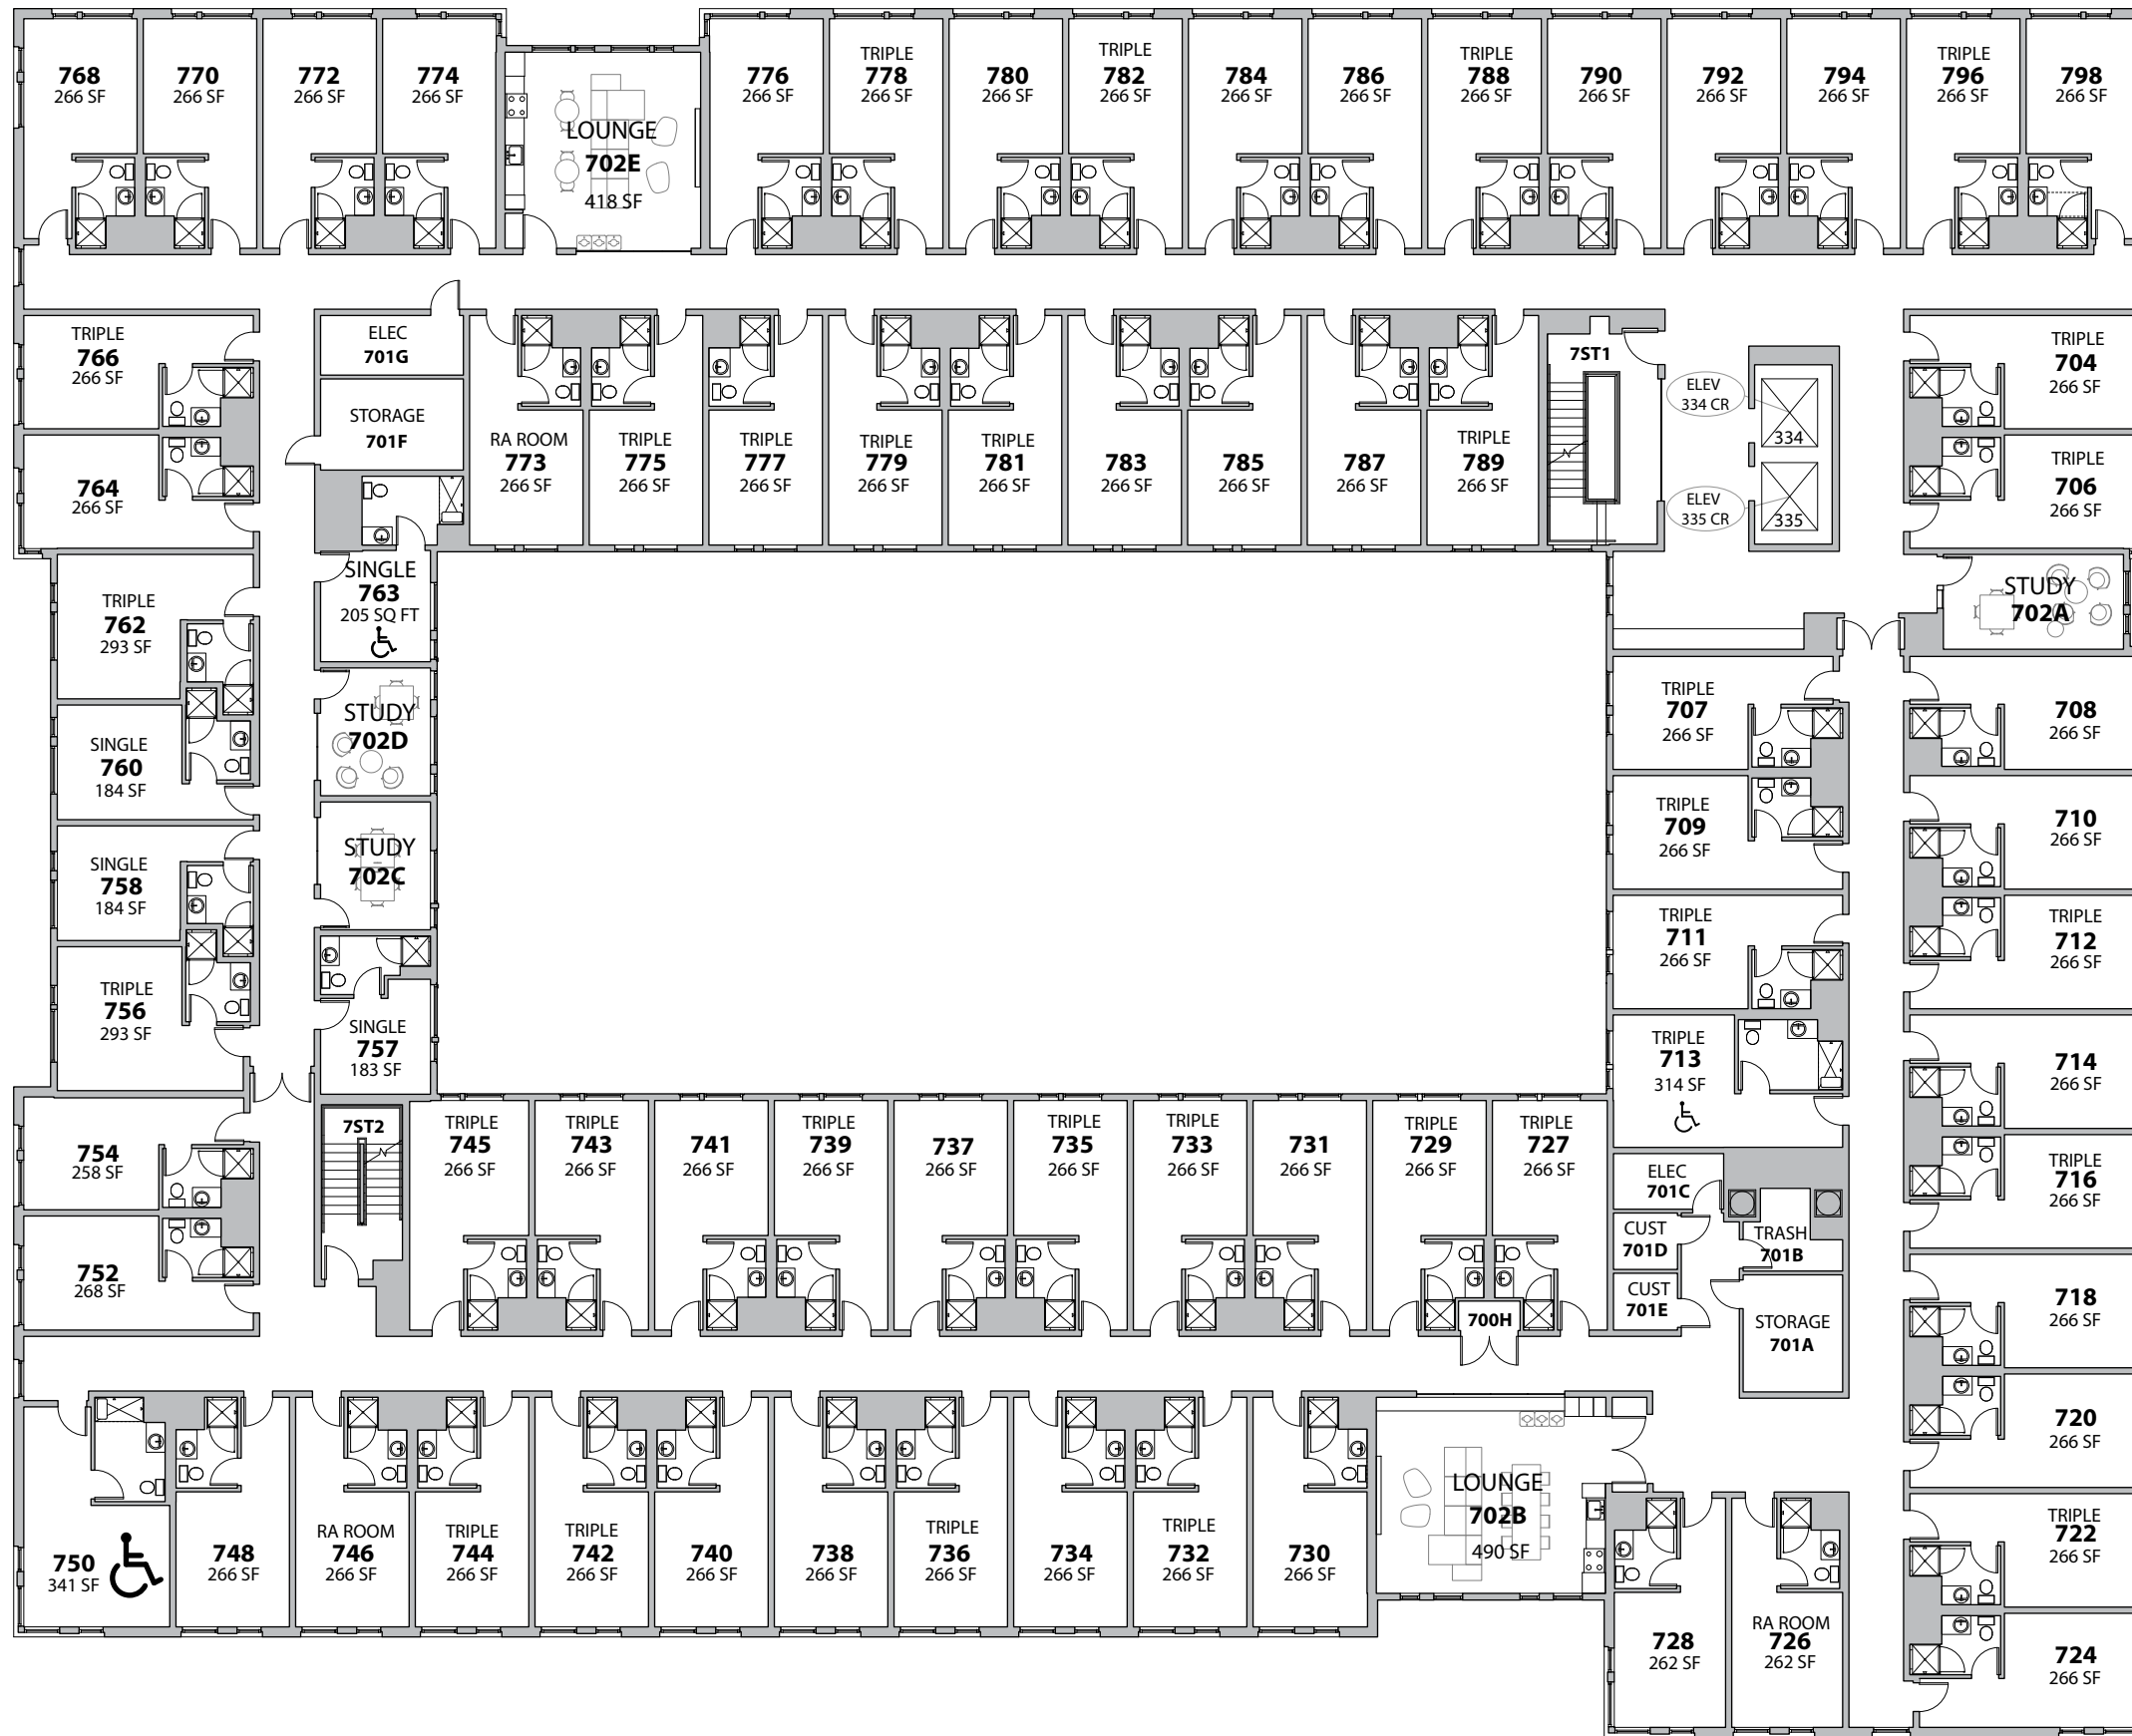 768
266 SF
770
266 SF
772
266 SF
774
266 SF
LOUNGE
702E
418 SF
776
266 SF
TRIPLE
778
266 SF
780
266 SF
TRIPLE
782
266 SF
784
266 SF
786
266 SF
TRIPLE
788
266 SF
790
266 SF
792
266 SF
794
266 SF
TRIPLE
796
266 SF
798
266 SF
TRIPLE
766
266 SF
764
266 SF
ELEC
701G
STORAGE
701F
RA ROOM
773
266 SF
TRIPLE
775
266 SF
TRIPLE
777
266 SF
TRIPLE
779
266 SF
TRIPLE
781
266 SF
783
266 SF
785
266 SF
787
266 SF
TRIPLE
789
266 SF
7ST1
ELEV
334 CR
334
ELEV
335 CR
335
TRIPLE
704
266 SF
TRIPLE
706
266 SF
STUDY
702A
SINGLE
763
205 SQ FT
TRIPLE
762
293 SF
STUDY
702D
SINGLE
760
184 SF
STUDY
702C
SINGLE
758
184 SF
TRIPLE
756
293 SF
SINGLE
757
183 SF
TRIPLE
707
266 SF
708
266 SF
TRIPLE
709
266 SF
710
266 SF
TRIPLE
711
266 SF
TRIPLE
712
266 SF
TRIPLE
713
314 SF
714
266 SF
754
258 SF
752
268 SF
7ST2
TRIPLE
745
266 SF
TRIPLE
743
266 SF
741
266 SF
TRIPLE
739
266 SF
737
266 SF
TRIPLE
735
266 SF
TRIPLE
733
266 SF
731
266 SF
TRIPLE
729
266 SF
TRIPLE
727
266 SF
700H
ELEC
701C
CUST
701D
CUST
701E
TRASH
701B
STORAGE
701A
TRIPLE
716
266 SF
718
266 SF
720
266 SF
TRIPLE
722
266 SF
724
266 SF
750
341 SF
748
266 SF
RA ROOM
746
266 SF
TRIPLE
744
266 SF
TRIPLE
742
266 SF
740
266 SF
738
266 SF
TRIPLE
736
266 SF
734
266 SF
TRIPLE
732
266 SF
730
266 SF
LOUNGE
702B
490 SF
728
262 SF
RA ROOM
726
262 SF